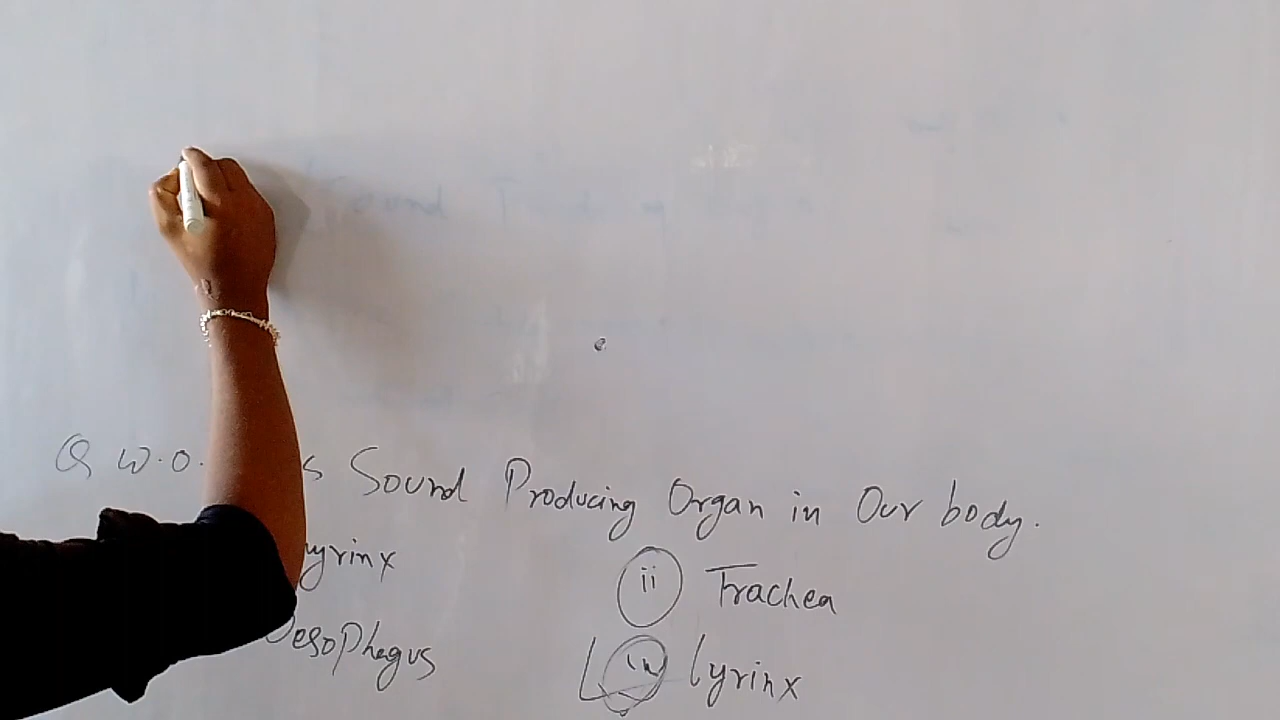 Q W.O. s Sound Producing Organ in Our body.
yrinx ii Trachea
OesoPhagus iv lyrinx